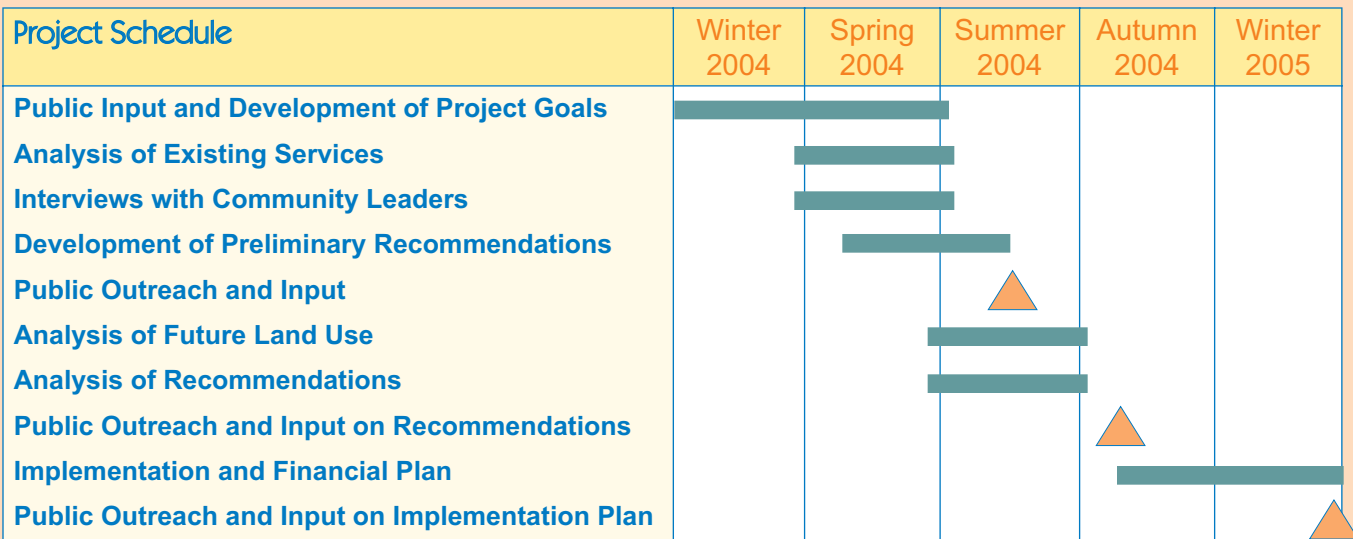 Project Schedule
Winter 2004
Spring 2004
Summer 2004
Autumn 2004
Winter 2005
Public Input and Development of Project Goals
Analysis of Existing Services
Interviews with Community Leaders
Development of Preliminary Recommendations
Public Outreach and Input
Analysis of Future Land Use
Analysis of Recommendations
Public Outreach and Input on Recommendations
Implementation and Financial Plan
Public Outreach and Input on Implementation Plan